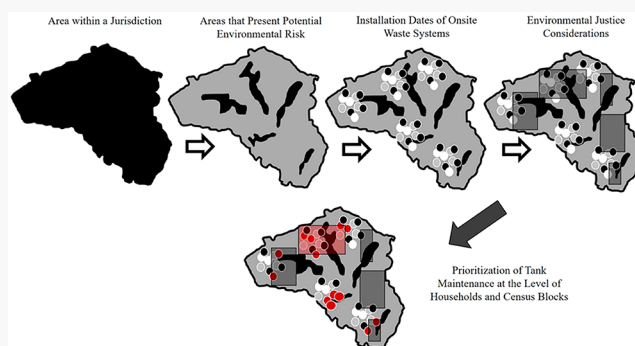 Area within a Jurisdiction
Areas that Present Potential
Environmental Risk
Installation Dates of Onsite
Waste Systems
Environmental Justice
Considerations
Prioritization of Tank
Maintenance at the Level of
Households and Census Blocks